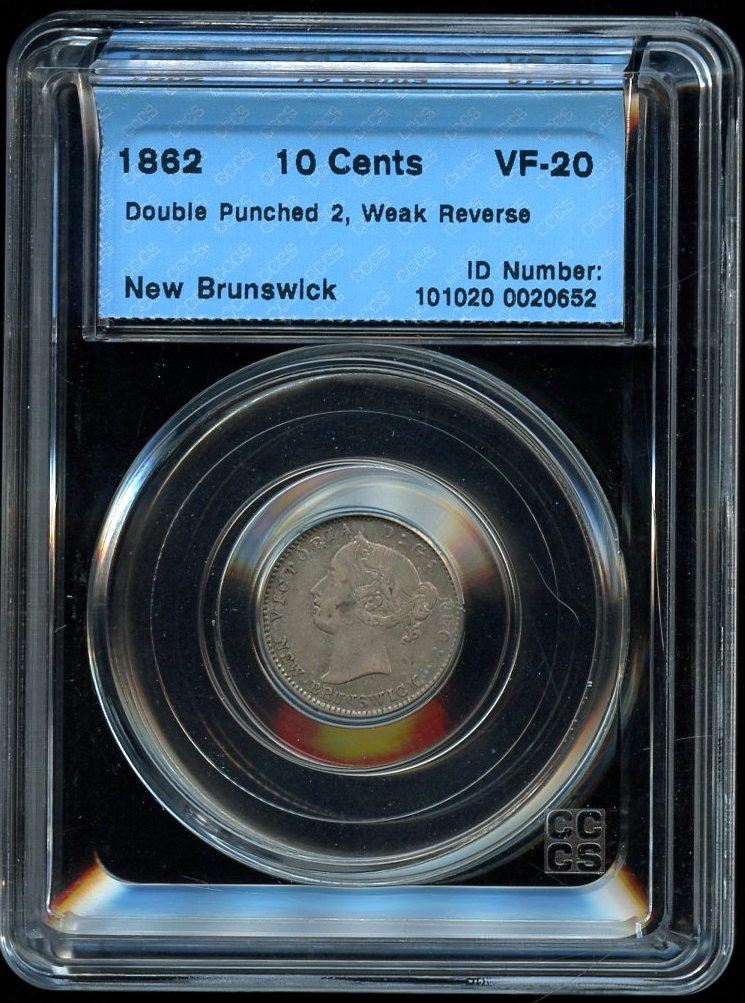 1862 10 Cents VF-20
Double Punched 2, Weak Reverse
New Brunswick
ID Number:
101020 0020652
VICTORIA D:G: REG:
NEW BRUNSWICK
CC
CS